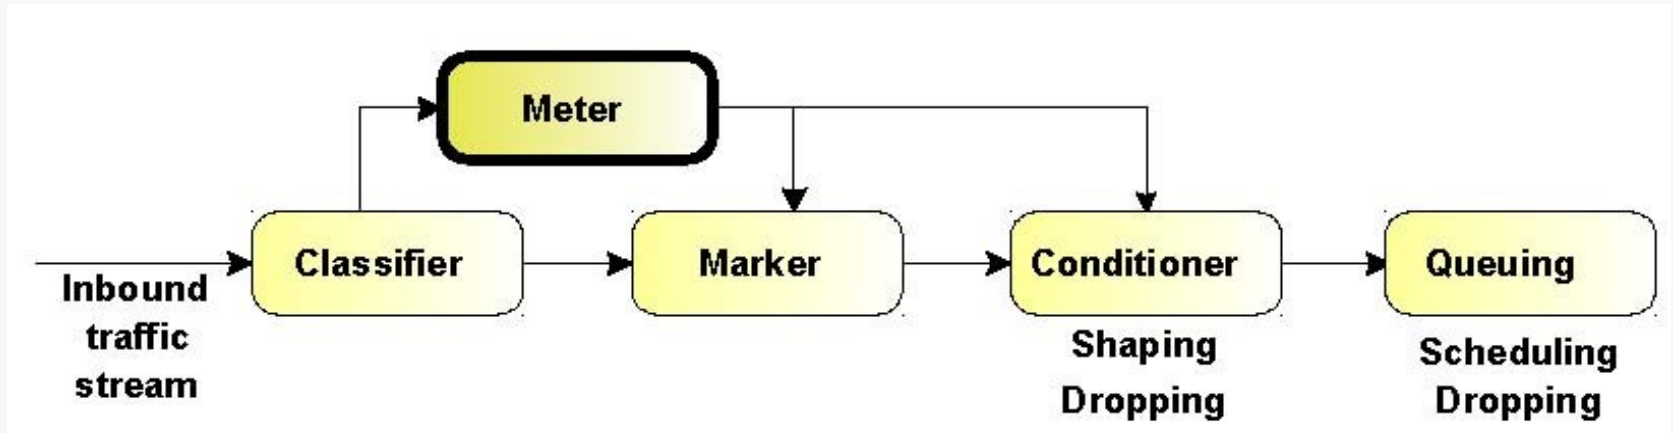 Meter
Classifier
Marker
Conditioner
Queuing
Inbound
traffic
stream
Shaping
Dropping
Scheduling
Dropping